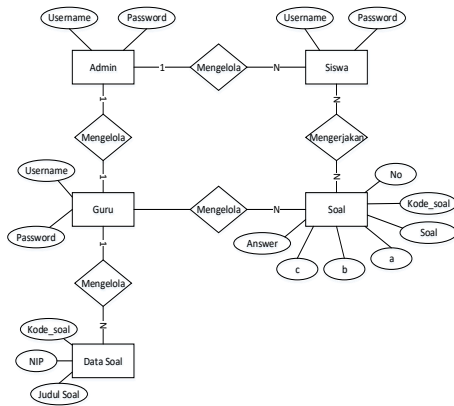 Username
Password
Username
Password
Admin
1
Mengelola
N
Siswa
1
N
Mengelola
Mengerjakan
1
N
Username
No
Guru
Mengelola
N
Soal
Kode_soal
Password
Answer
Soal
1
c
b
a
Mengelola
N
Kode_soal
NIP
Data Soal
Judul Soal